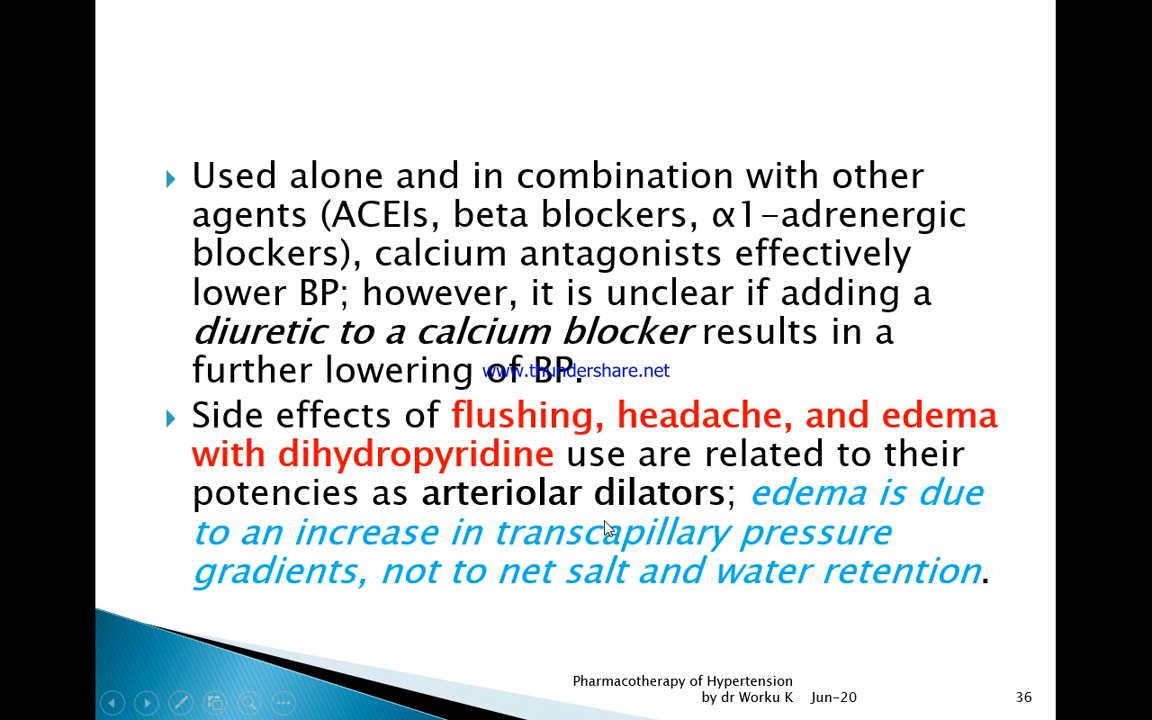 Used alone and in combination with other
agents (ACEIs, beta blockers, α1-adrenergic
blockers), calcium antagonists effectively
lower BP; however, it is unclear if adding a
diuretic to a calcium blocker results in a
further lowering of BP.
www.thundershare.net
Side effects of flushing, headache, and edema
with dihydropyridine use are related to their
potencies as arteriolar dilators; edema is due
to an increase in transcapillary pressure
gradients, not to net salt and water retention.
Pharmacotherapy of Hypertension
by dr Worku K Jun-20 36